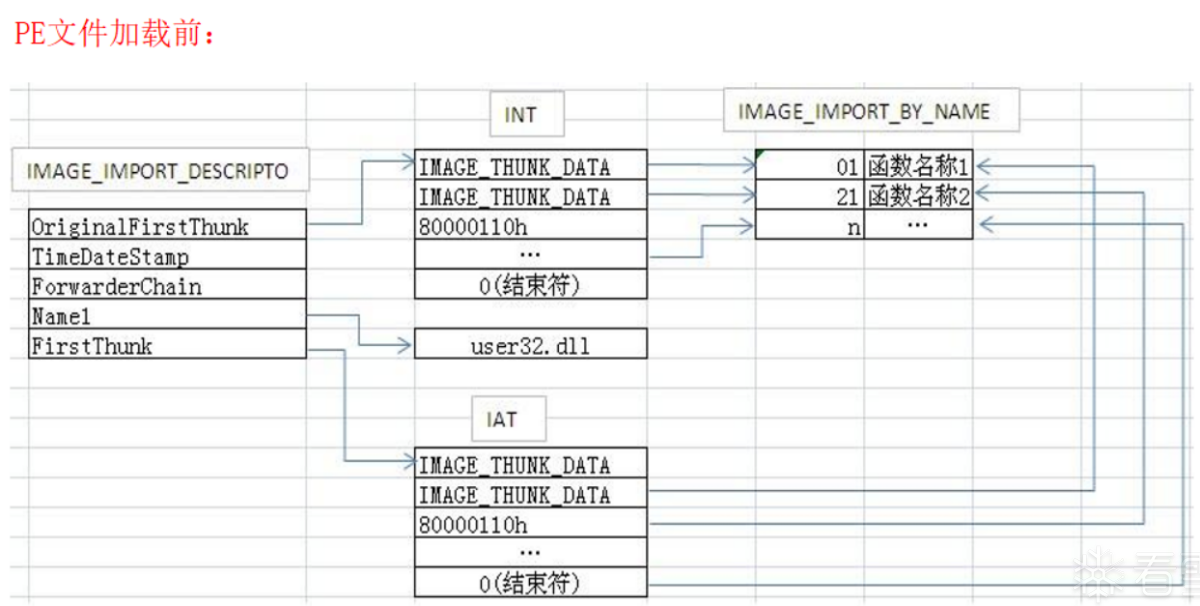 PE文件加载前：
INT
IMAGE_IMPORT_BY_NAME
IMAGE_IMPORT_DESCRIPTO
IMAGE_THUNK_DATA
01 函数名称1
IMAGE_THUNK_DATA
21 函数名称2
OriginalFirstThunk
80000110h
n …
TimeDateStamp
…
ForwarderChain
0(结束符)
Name1
FirstThunk
user32.dll
IAT
IMAGE_THUNK_DATA
IMAGE_THUNK_DATA
80000110h
…
0(结束符)
看